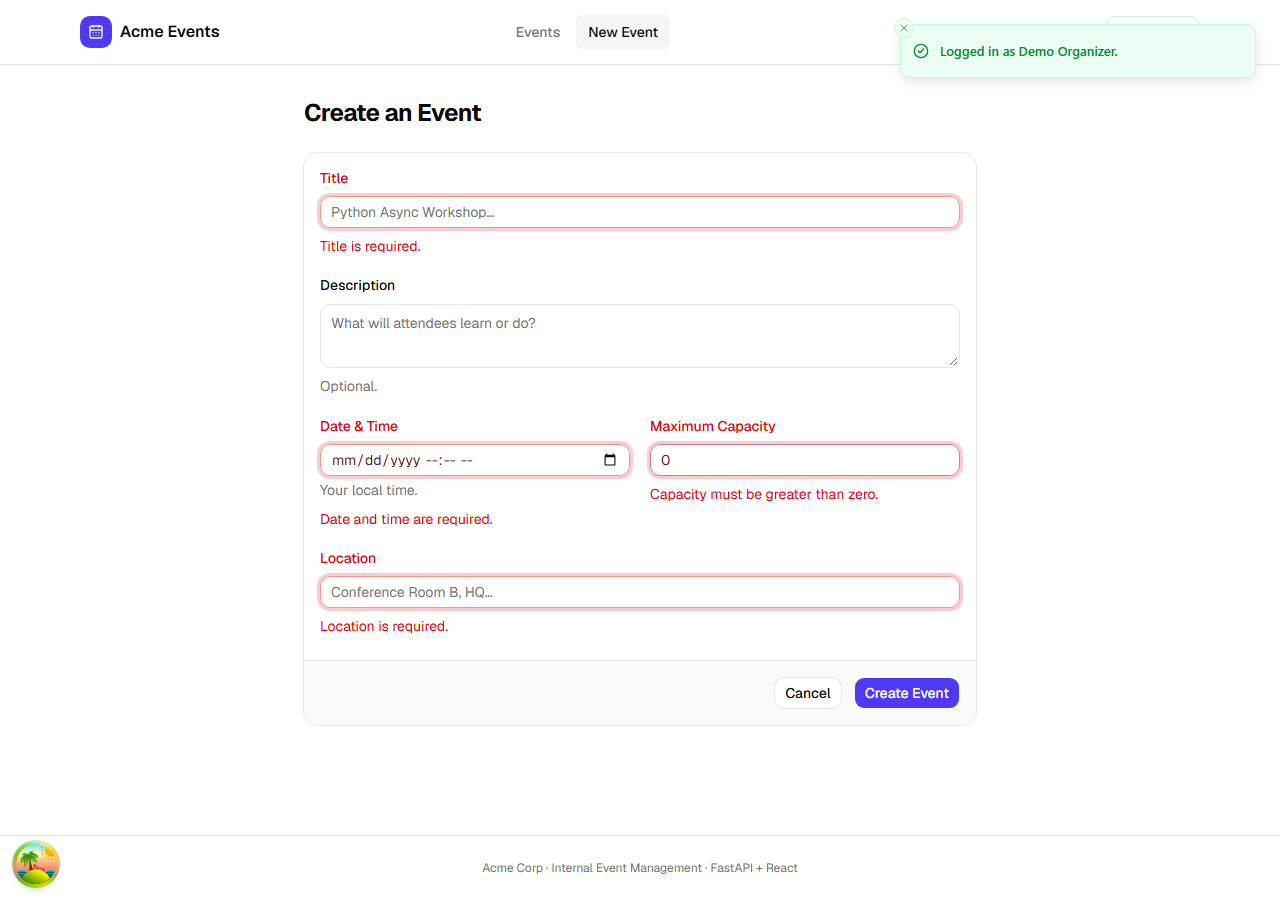 Acme Events
Events
New Event
Logged in as Demo Organizer.
Create an Event
Title
Python Async Workshop…
Title is required.
Description
What will attendees learn or do?
Optional.
Date & Time
mm/dd/yyyy --:-- --
Your local time.
Date and time are required.
Maximum Capacity
0
Capacity must be greater than zero.
Location
Conference Room B, HQ…
Location is required.
Cancel
Create Event
Acme Corp · Internal Event Management · FastAPI + React